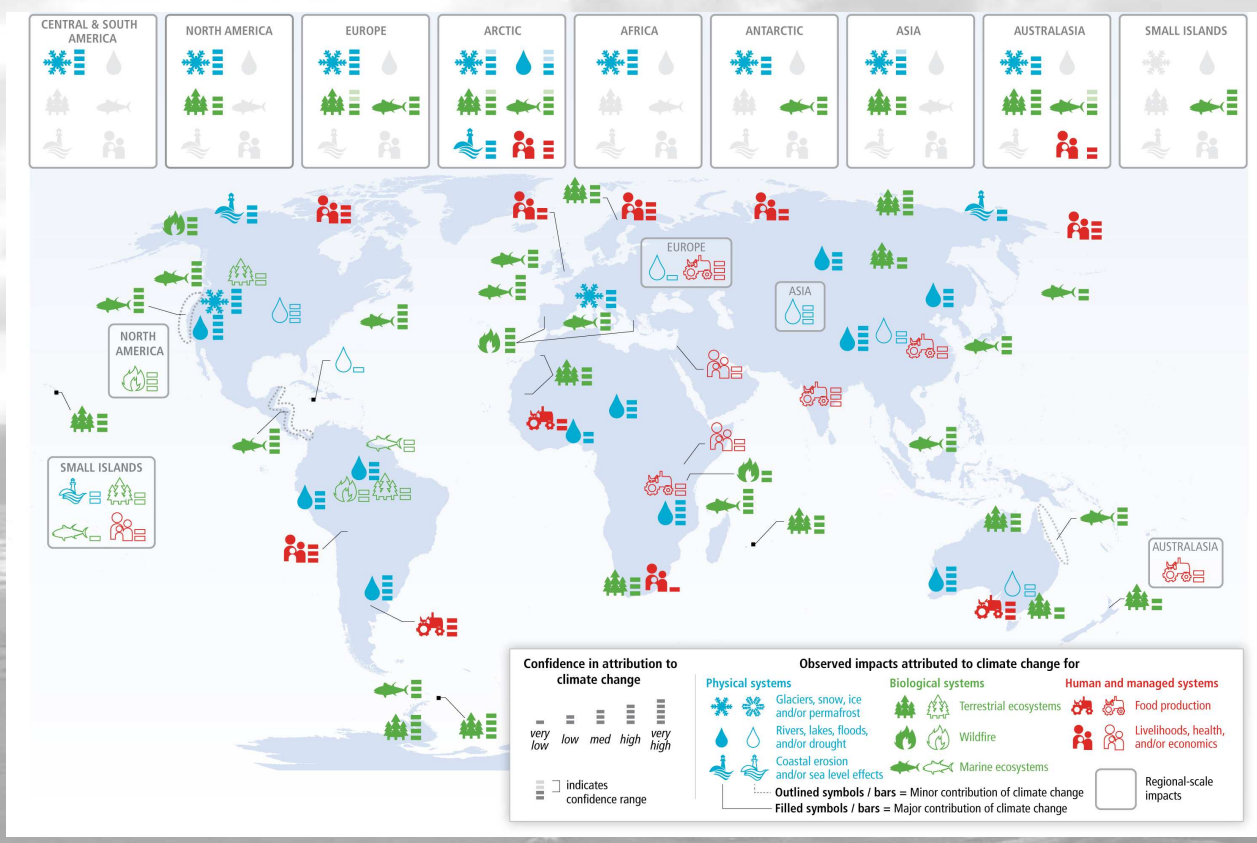 CENTRAL & SOUTH
AMERICA
NORTH AMERICA
EUROPE
ARCTIC
AFRICA
ANTARCTIC
ASIA
AUSTRALASIA
SMALL ISLANDS
EUROPE
ASIA
NORTH
AMERICA
SMALL ISLANDS
AUSTRALASIA
Confidence in attribution to
climate change
very
low
low
med
high
very
high
indicates
confidence range
Observed impacts attributed to climate change for
Physical systems
Glaciers, snow, ice
and/or permafrost
Rivers, lakes, floods,
and/or drought
Coastal erosion
and/or sea level effects
Biological systems
Terrestrial ecosystems
Wildfire
Marine ecosystems
Human and managed systems
Food production
Livelihoods, health,
and/or economics
Regional-scale
impacts
Outlined symbols / bars = Minor contribution of climate change
Filled symbols / bars = Major contribution of climate change